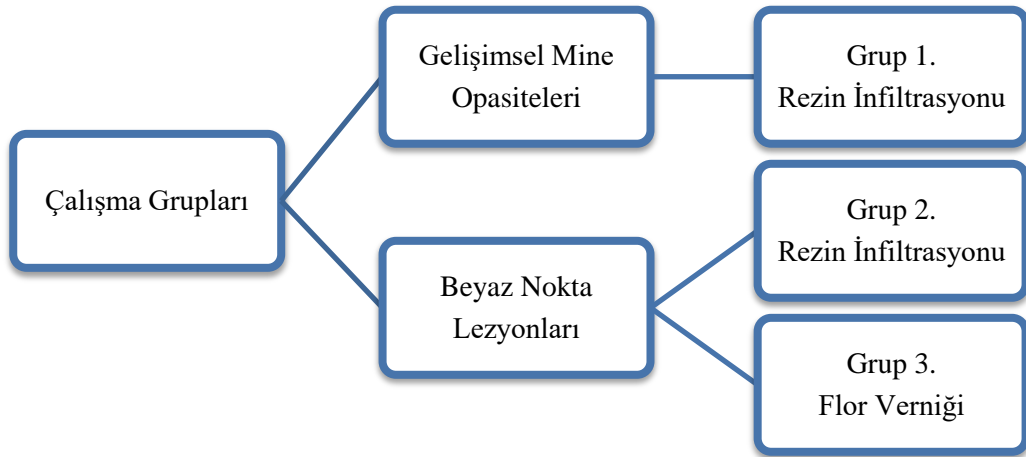 Çalışma Grupları
Gelişimsel Mine
Opasiteleri
Grup 1.
Rezin İnfiltrasyonu
Beyaz Nokta
Lezyonları
Grup 2.
Rezin İnfiltrasyonu
Grup 3.
Flor Verniği